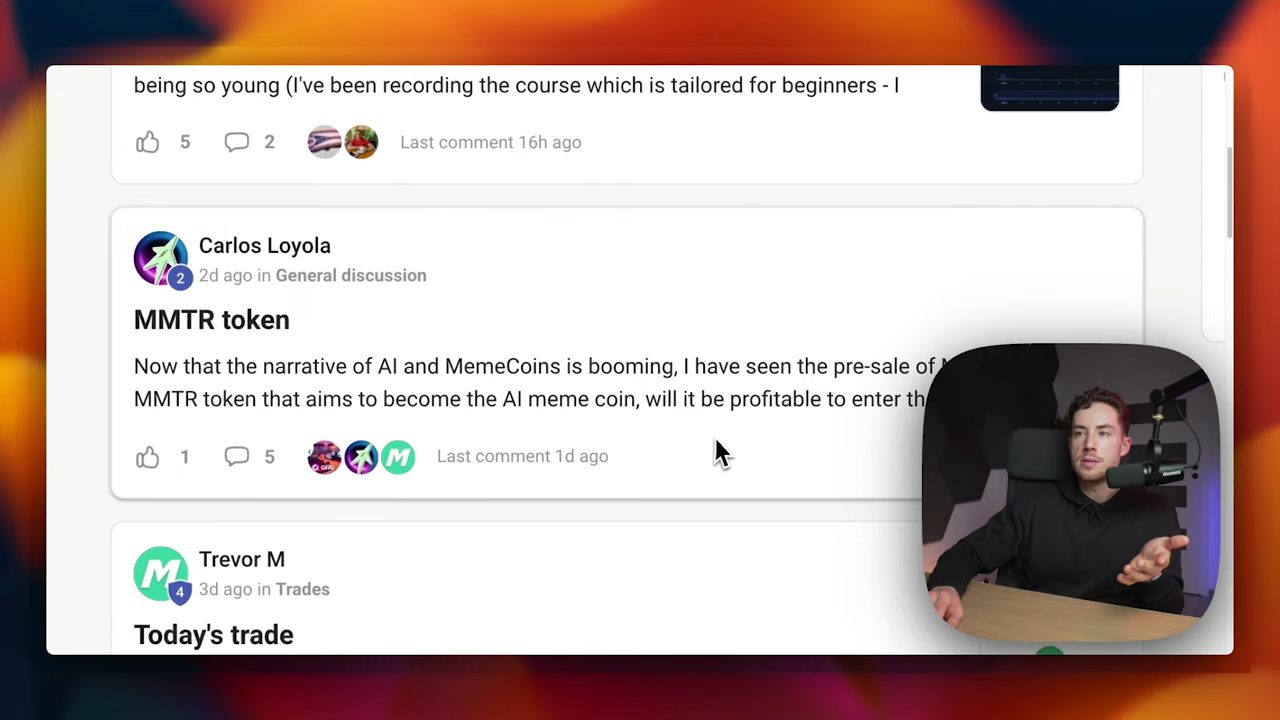 being so young (I've been recording the course which is tailored for beginners - I
5 2 Last comment 16h ago
Carlos Loyola
2 2d ago in General discussion
MMTR token
Now that the narrative of AI and MemeCoins is booming, I have seen the pre-sale of
MMTR token that aims to become the AI meme coin, will it be profitable to enter
1 5 M Last comment 1d ago
M Trevor M
4 3d ago in Trades
Today's trade